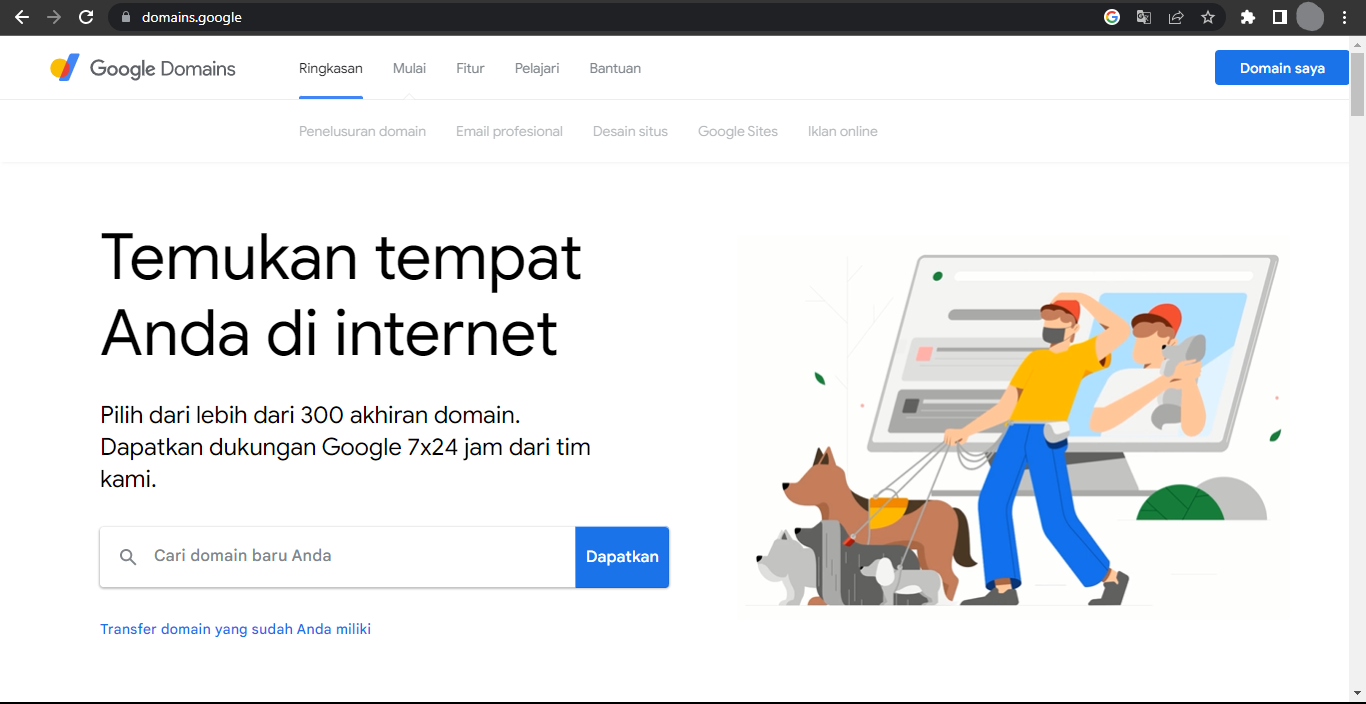 domains.google
Google Domains
Ringkasan
Mulai
Fitur
Pelajari
Bantuan
Domain saya
Penelusuran domain
Email profesional
Desain situs
Google Sites
Iklan online
Temukan tempat
Anda di internet
Pilih dari lebih dari 300 akhiran domain.
Dapatkan dukungan Google 7x24 jam dari tim
kami.
Cari domain baru Anda
Dapatkan
Transfer domain yang sudah Anda miliki